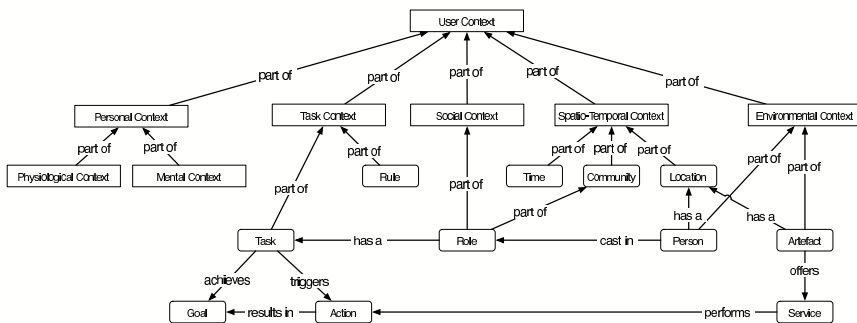 User Context
part of
part of
part of
part of
part of
Personal Context
Task Context
Social Context
Spatio-Temporal Context
Environmental Context
part of
part of
part of
part of
part of
part of
Physiological Context
Mental Context
Rule
Time
Community
Location
part of
part of
part of
part of
part of
has a
has a
Task
has a
Role
cast in
Person
Artefact
achieves
triggers
offers
Goal
results in
Action
performs
Service